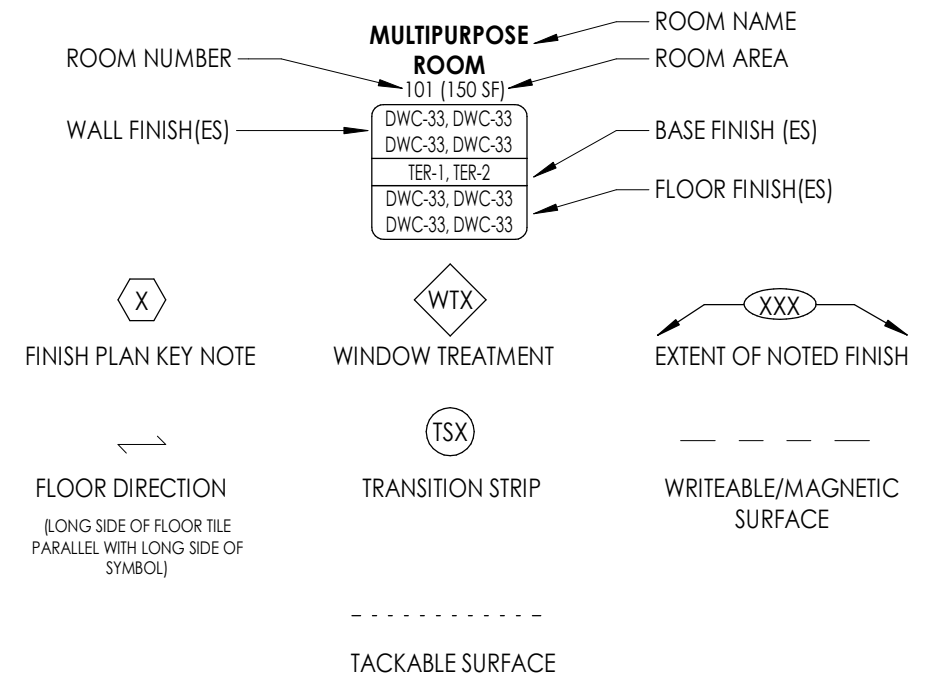 MULTIPURPOSE
ROOM
101 (150 SF)
ROOM NAME
ROOM NUMBER
ROOM AREA
DWC-33, DWC-33
DWC-33, DWC-33
WALL FINISH(ES)
TER-1, TER-2
BASE FINISH (ES)
DWC-33, DWC-33
DWC-33, DWC-33
FLOOR FINISH(ES)
X
FINISH PLAN KEY NOTE
WTX
WINDOW TREATMENT
XXX
EXTENT OF NOTED FINISH
FLOOR DIRECTION
(LONG SIDE OF FLOOR TILE
PARALLEL WITH LONG SIDE OF
SYMBOL)
TSX
TRANSITION STRIP
WRITEABLE/MAGNETIC
SURFACE
TACKABLE SURFACE